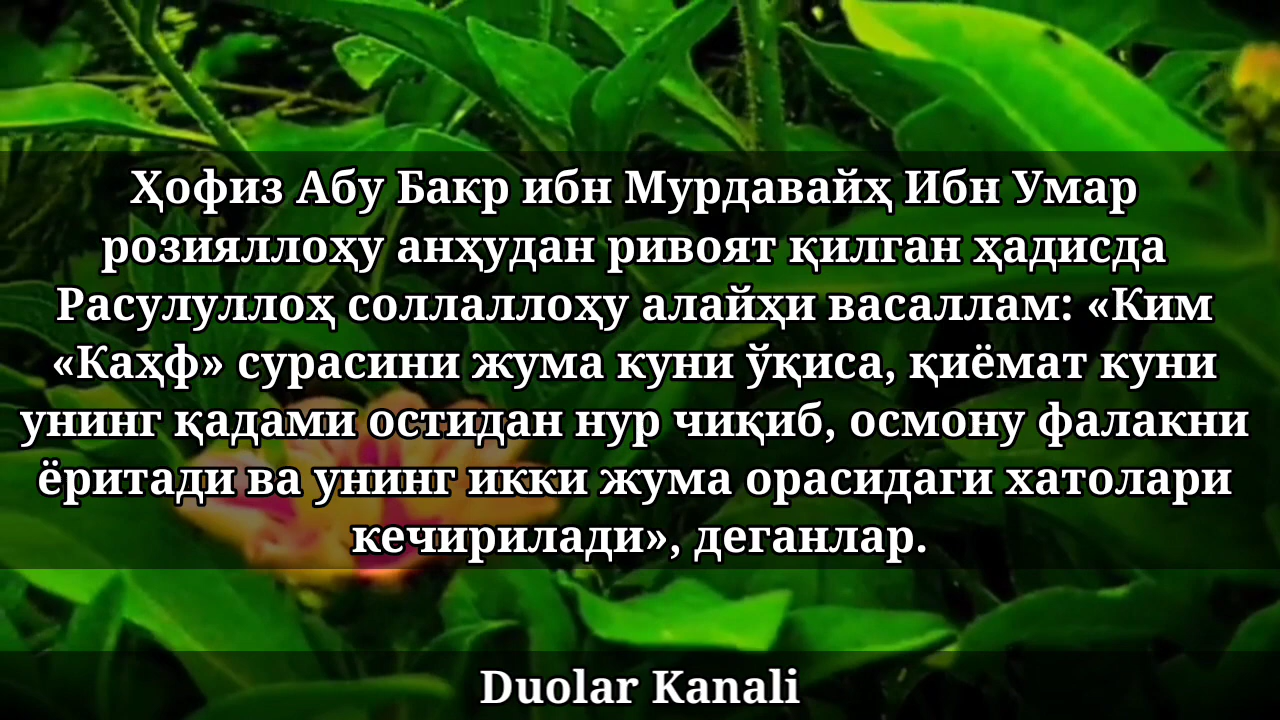 Ҳофиз Абу Бакр ибн Мурдавайҳ Ибн Умар
розияллоҳу анҳудан ривоят қилган ҳадисда
Расулуллоҳ соллаллоҳу алайҳи васаллам: «Ким
«Каҳф» сурасини жума куни ўқиса, қиёмат куни
унинг қадами остидан нур чиқиб, осмону фалакни
ёритади ва унинг икки жума орасидаги хатолари
кечирилади», деганлар.
Duolar Kanali